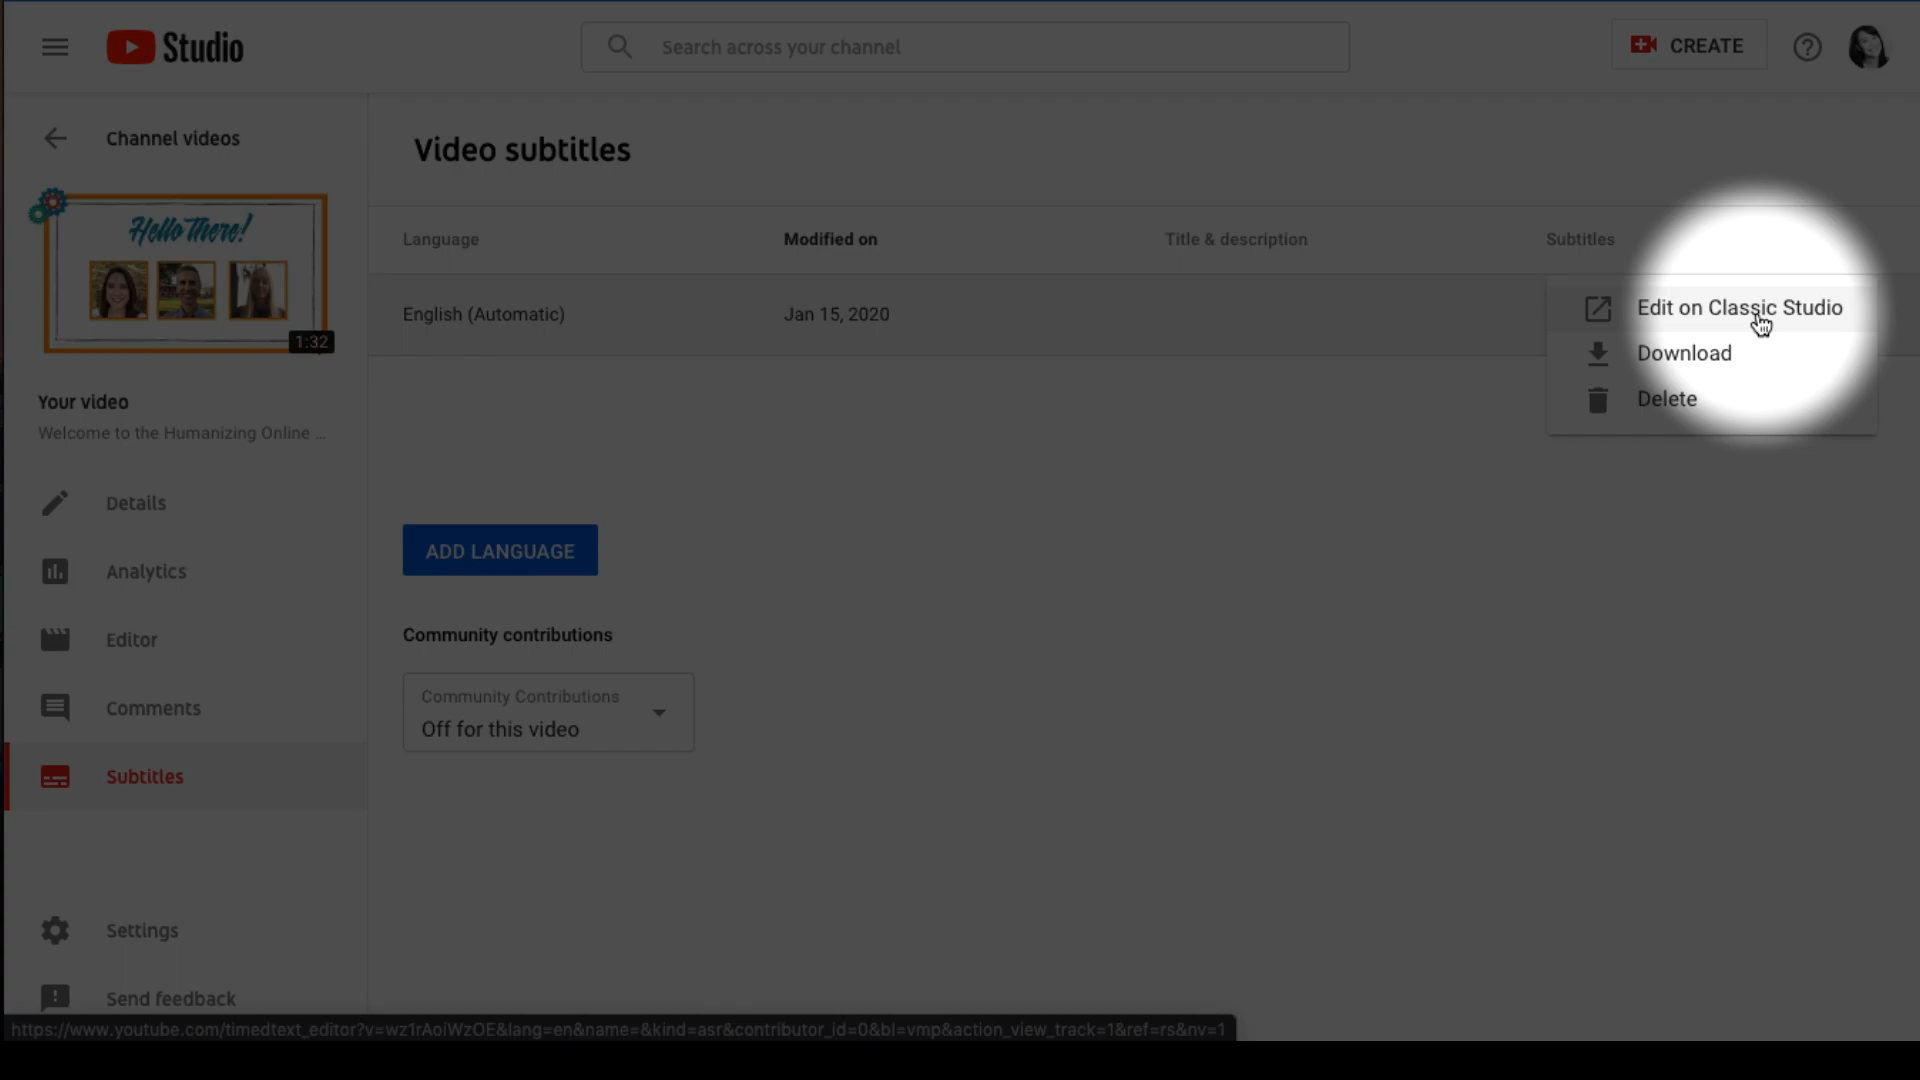 Studio
Search across your channel
CREATE
Channel videos
Hello There!
1:32
Your video
Welcome to the Humanizing Online ...
Details
Analytics
Editor
Comments
Subtitles
Settings
Send feedback
Video subtitles
Language Modified on Title & description Subtitles
English (Automatic) Jan 15, 2020
Edit on Classic Studio
Download
Delete
ADD LANGUAGE
Community contributions
Community Contributions
Off for this video
https://www.youtube.com/timedtext_editor?v=wz1rAoiWzOE&lang=en&name=&kind=asr&contributor_id=0&bl=vmp&action_view_track=1&ref=rs&nv=1